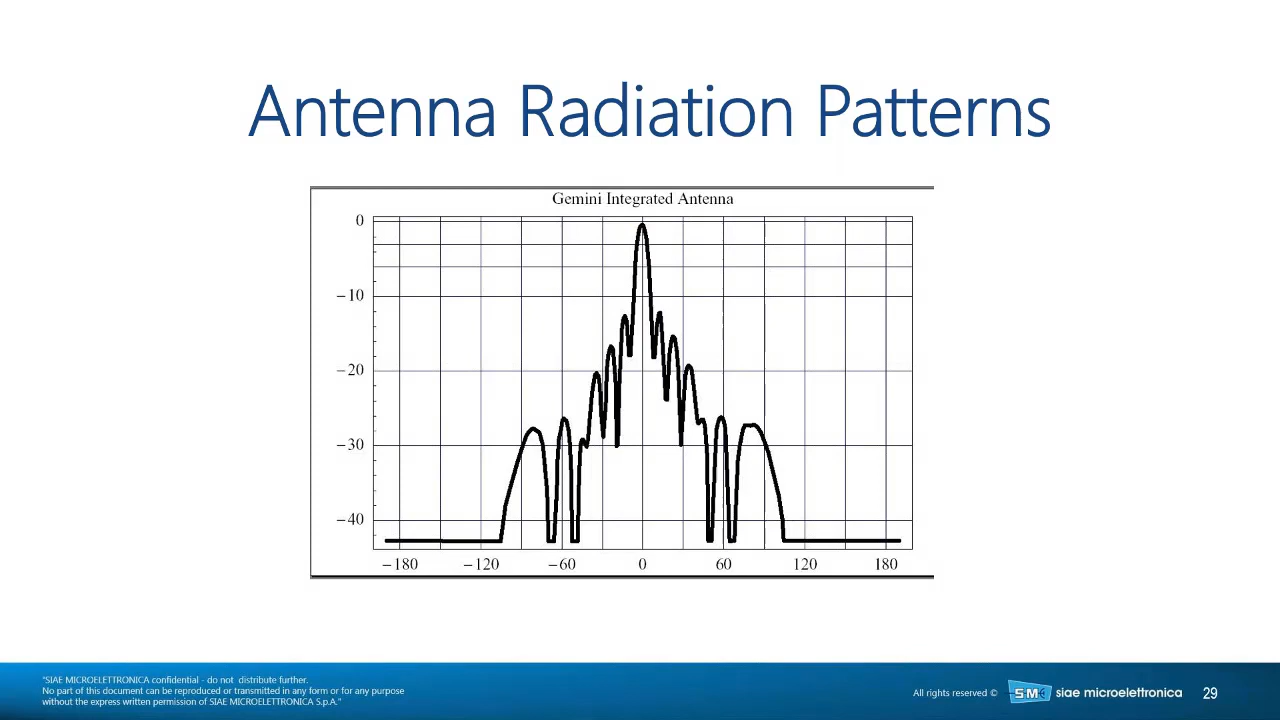 Antenna Radiation Patterns
Gemini Integrated Antenna
0
−10
−20
−30
−40
−180 −120 −60 0 60 120 180
"SIAE MICROELETTRONICA confidential - do not distribute further.
No part of this document can be reproduced or transmitted in any form or for any purpose
without the express written permission of SIAE MICROELETTRONICA S.p.A."
All rights reserved © SM siae microelettronica 29